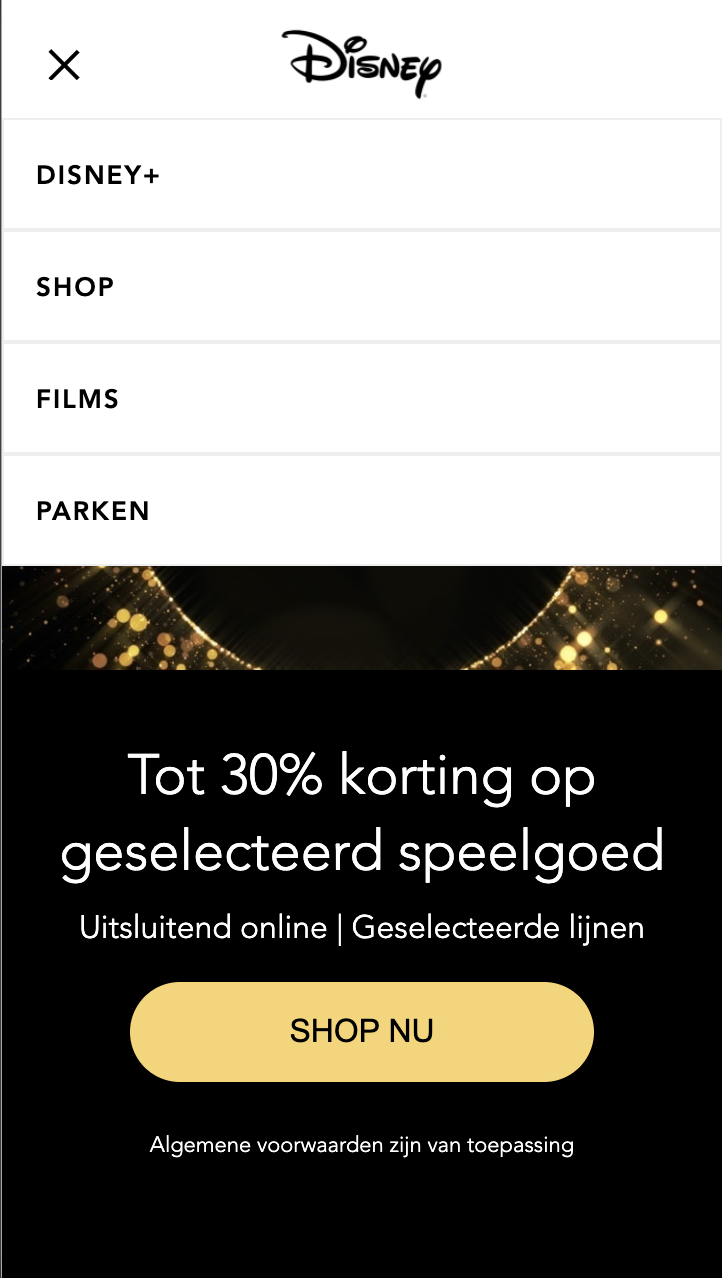 Disney
DISNEY+
SHOP
FILMS
PARKEN
Tot 30% korting op
geselecteerd speelgoed
Uitsluitend online | Geselecteerde lijnen
SHOP NU
Algemene voorwaarden zijn van toepassing